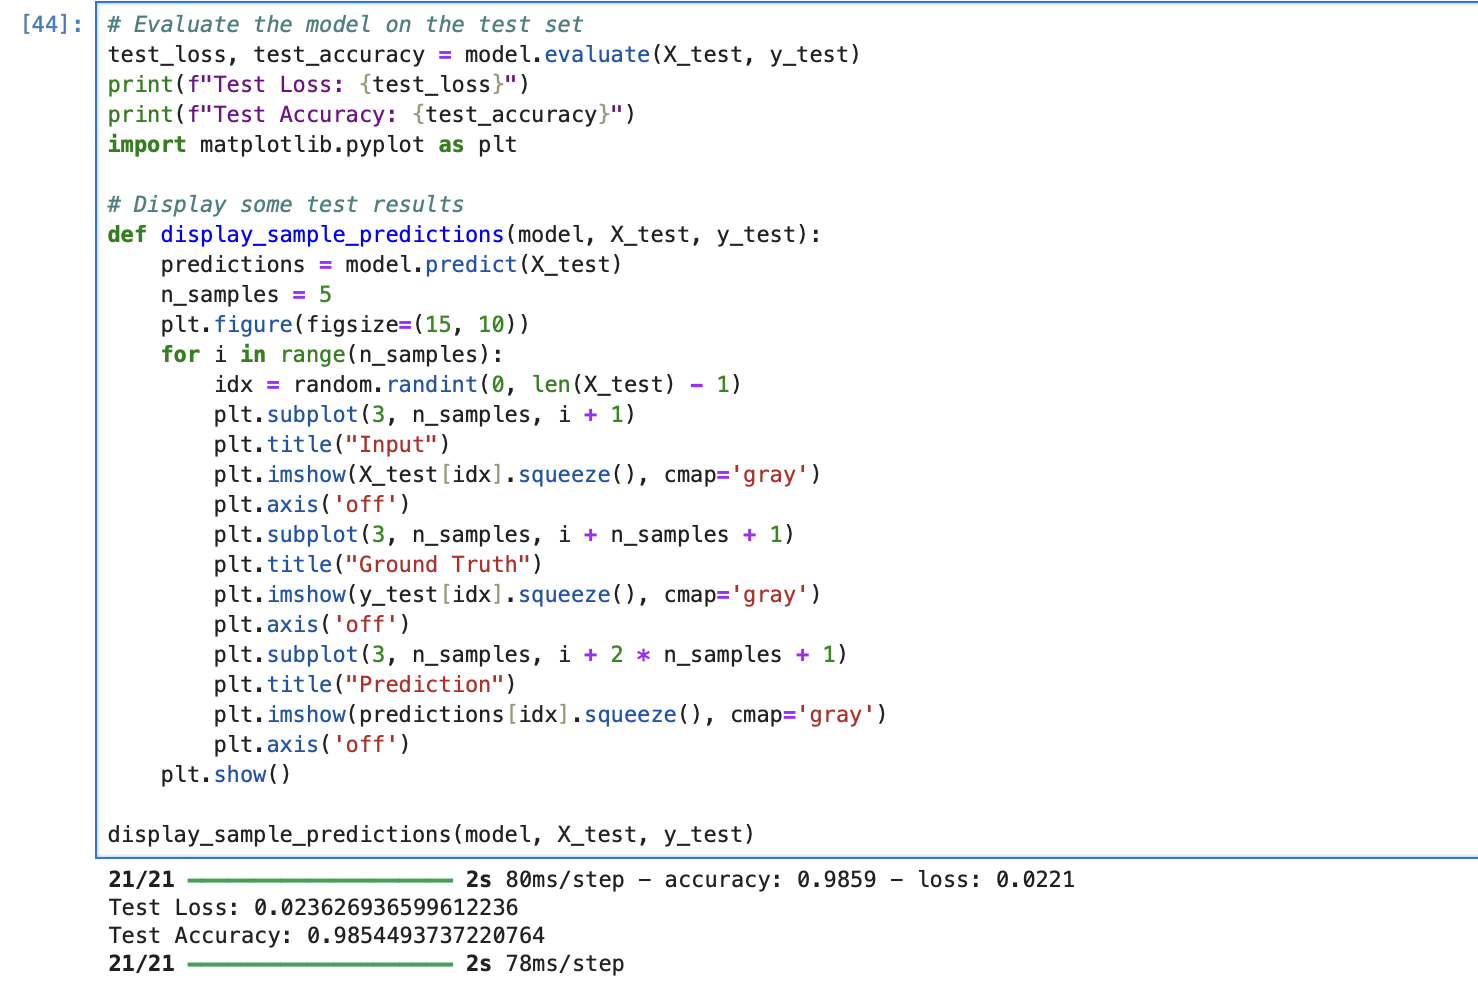 [44]:
# Evaluate the model on the test set
test_loss, test_accuracy = model.evaluate(X_test, y_test)
print(f"Test Loss: {test_loss}")
print(f"Test Accuracy: {test_accuracy}")
import matplotlib.pyplot as plt

# Display some test results
def display_sample_predictions(model, X_test, y_test):
    predictions = model.predict(X_test)
    n_samples = 5
    plt.figure(figsize=(15, 10))
    for i in range(n_samples):
        idx = random.randint(0, len(X_test) - 1)
        plt.subplot(3, n_samples, i + 1)
        plt.title("Input")
        plt.imshow(X_test[idx].squeeze(), cmap='gray')
        plt.axis('off')
        plt.subplot(3, n_samples, i + n_samples + 1)
        plt.title("Ground Truth")
        plt.imshow(y_test[idx].squeeze(), cmap='gray')
        plt.axis('off')
        plt.subplot(3, n_samples, i + 2 * n_samples + 1)
        plt.title("Prediction")
        plt.imshow(predictions[idx].squeeze(), cmap='gray')
        plt.axis('off')
    plt.show()

display_sample_predictions(model, X_test, y_test)
21/21 ━━━━━━━━━━━━━━━━━━━━ 2s 80ms/step – accuracy: 0.9859 – loss: 0.0221
Test Loss: 0.023626936599612236
Test Accuracy: 0.9854493737220764
21/21 ━━━━━━━━━━━━━━━━━━━━ 2s 78ms/step